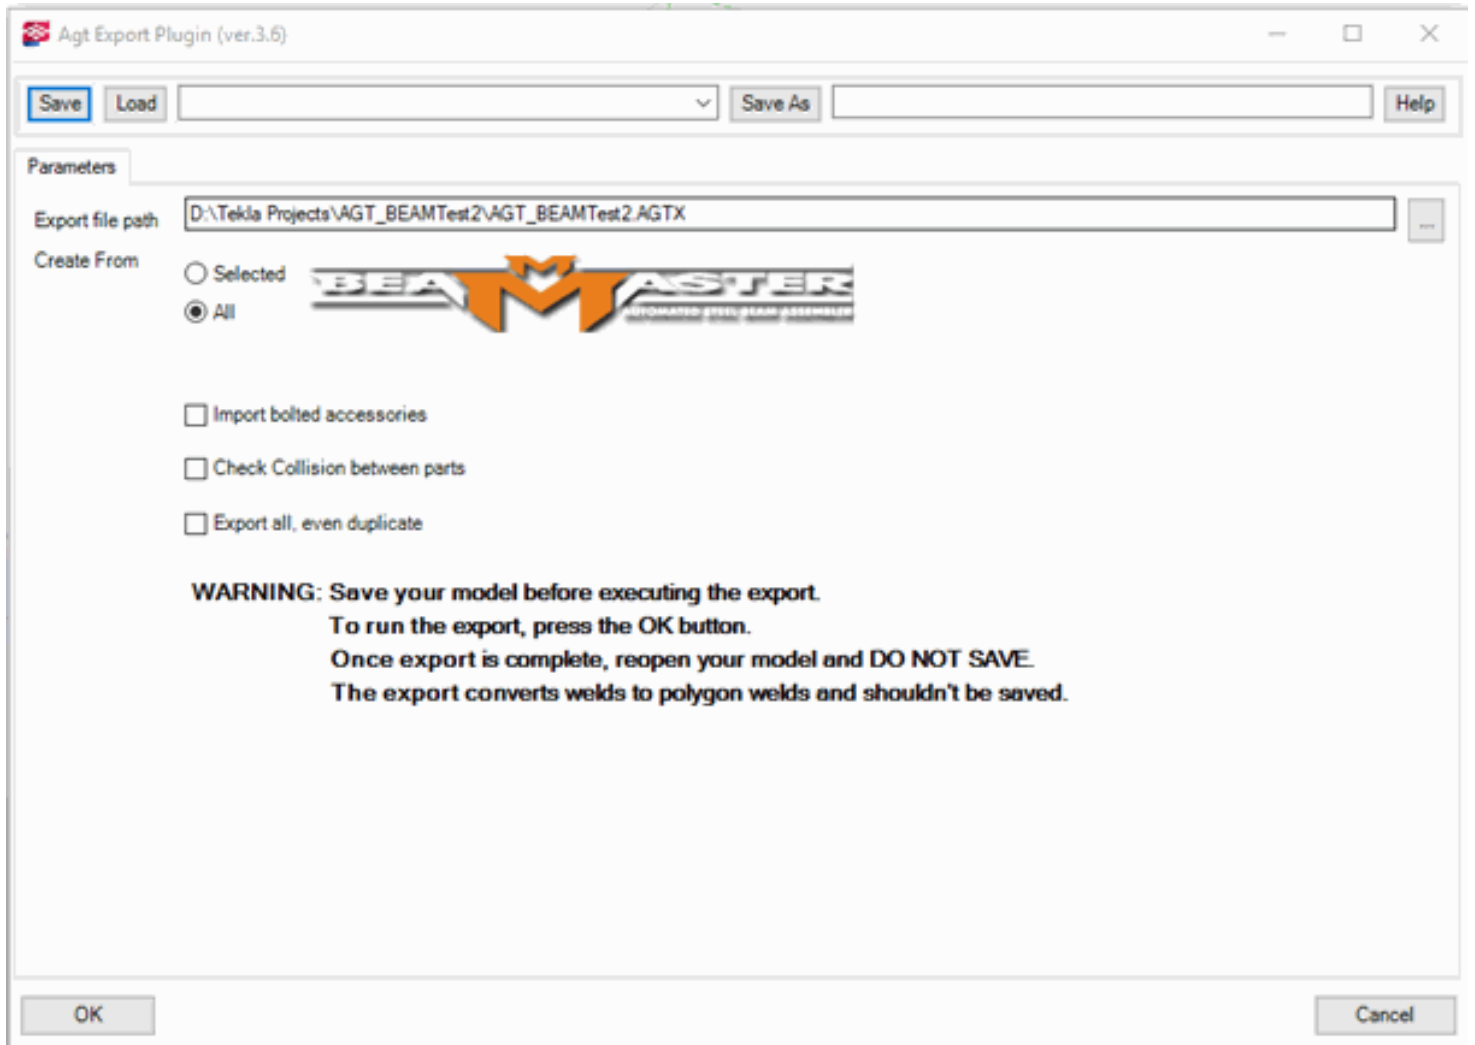 Agt Export Plugin (ver.3.6)
Save Load Save As Help
Parameters
Export file path D:\Tekla Projects\AGT_BEAMTest2\AGT_BEAMTest2.AGTX ...
Create From
Selected
All
BEAMMASTER
AUTOMATED STEEL BEAM ASSEMBLER
Import bolted accessories
Check Collision between parts
Export all, even duplicate
WARNING: Save your model before executing the export.
To run the export, press the OK button.
Once export is complete, reopen your model and DO NOT SAVE.
The export converts welds to polygon welds and shouldn't be saved.
OK Cancel